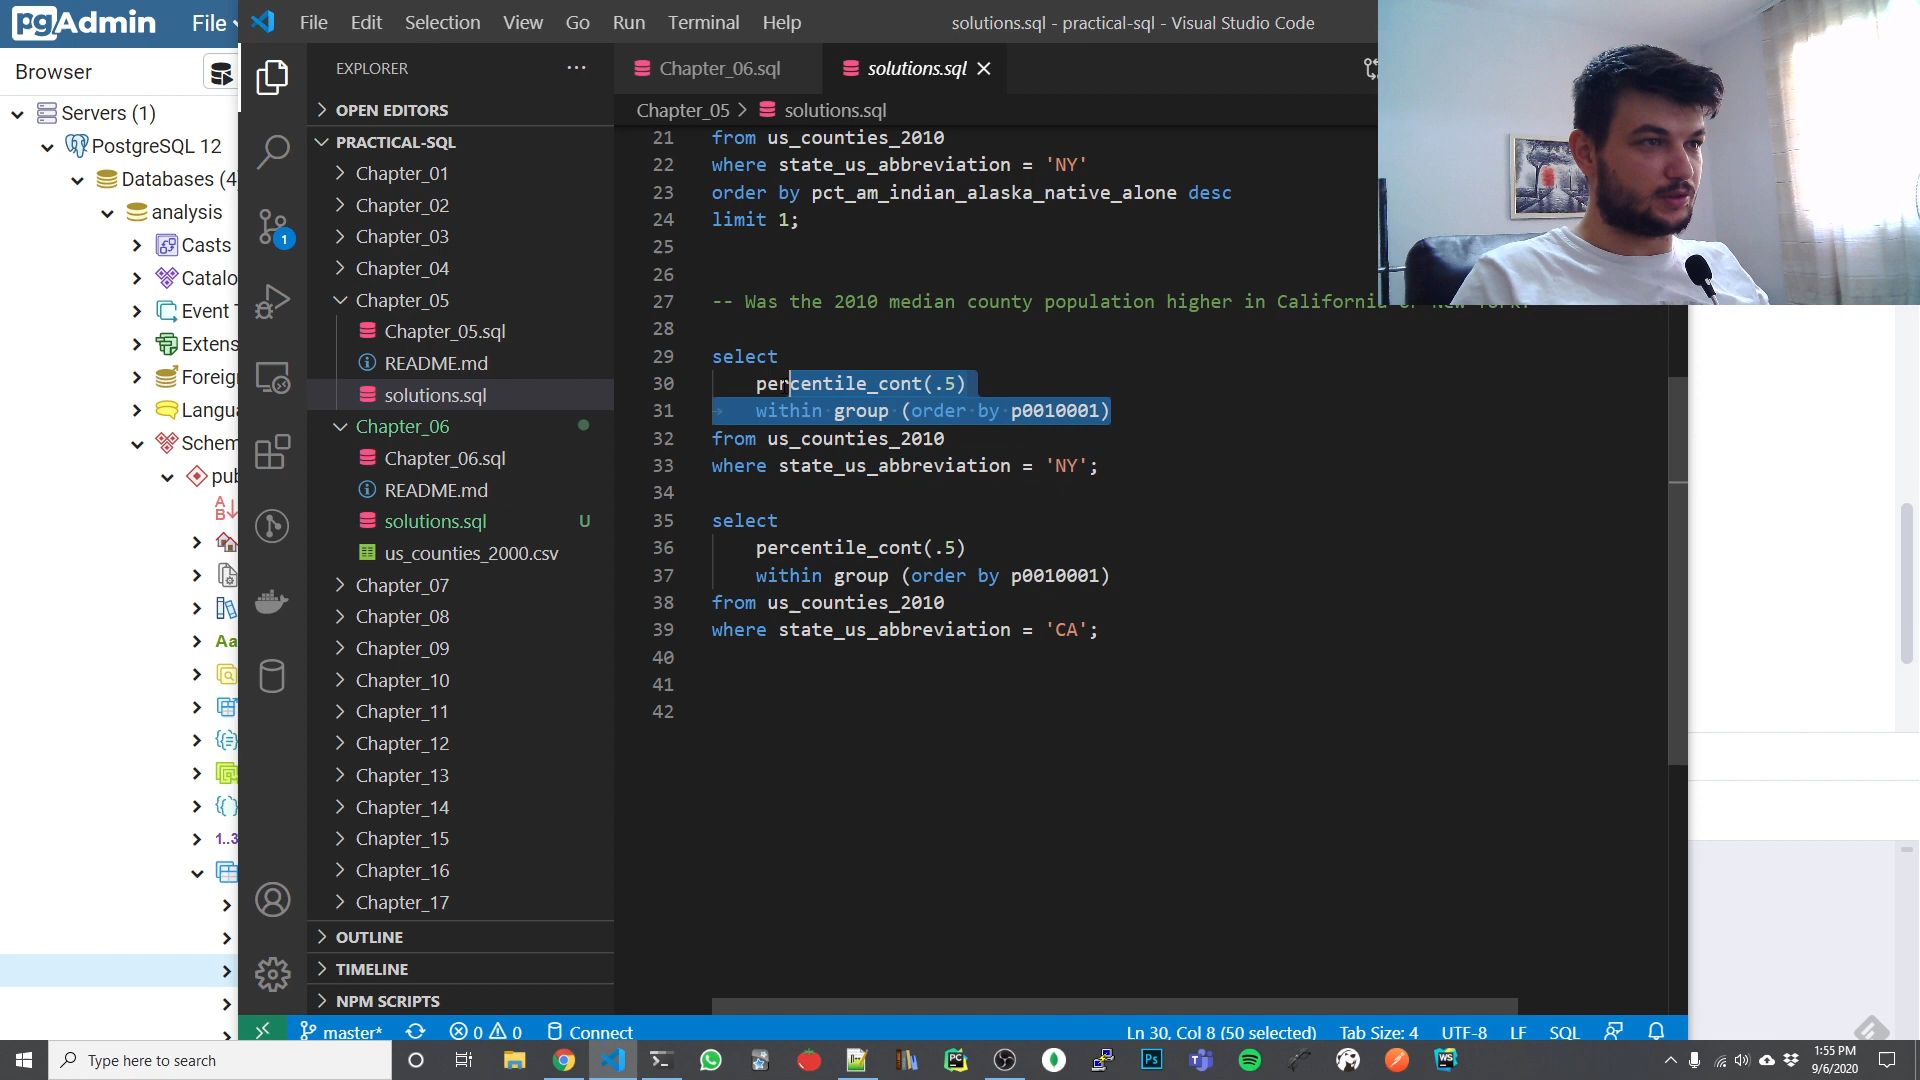 pgAdmin
File
Browser
Servers (1)
PostgreSQL 12
Databases (4
analysis
Casts
Catalo
Event T
Extens
Foreig
Langua
Schem
pub
Aa
1..3
File Edit Selection View Go Run Terminal Help
solutions.sql - practical-sql - Visual Studio Code
EXPLORER
OPEN EDITORS
PRACTICAL-SQL
Chapter_01
Chapter_02
Chapter_03
Chapter_04
Chapter_05
Chapter_05.sql
README.md
solutions.sql
Chapter_06
Chapter_06.sql
README.md
solutions.sql U
us_counties_2000.csv
Chapter_07
Chapter_08
Chapter_09
Chapter_10
Chapter_11
Chapter_12
Chapter_13
Chapter_14
Chapter_15
Chapter_16
Chapter_17
OUTLINE
TIMELINE
NPM SCRIPTS
1
Chapter_06.sql
solutions.sql
Chapter_05 > solutions.sql
21 from us_counties_2010
22 where state_us_abbreviation = 'NY'
23 order by pct_am_indian_alaska_native_alone desc
24 limit 1;
25
26
27 -- Was the 2010 median county population higher in California
28
29 select
30 percentile_cont(.5)
31 within group (order by p0010001)
32 from us_counties_2010
33 where state_us_abbreviation = 'NY';
34
35 select
36 percentile_cont(.5)
37 within group (order by p0010001)
38 from us_counties_2010
39 where state_us_abbreviation = 'CA';
40
41
42
master* 0 0 Connect
Ln 30, Col 8 (50 selected) Tab Size: 4 UTF-8 LF SQL
Type here to search
PC
Ps
WS
1:55 PM
9/6/2020